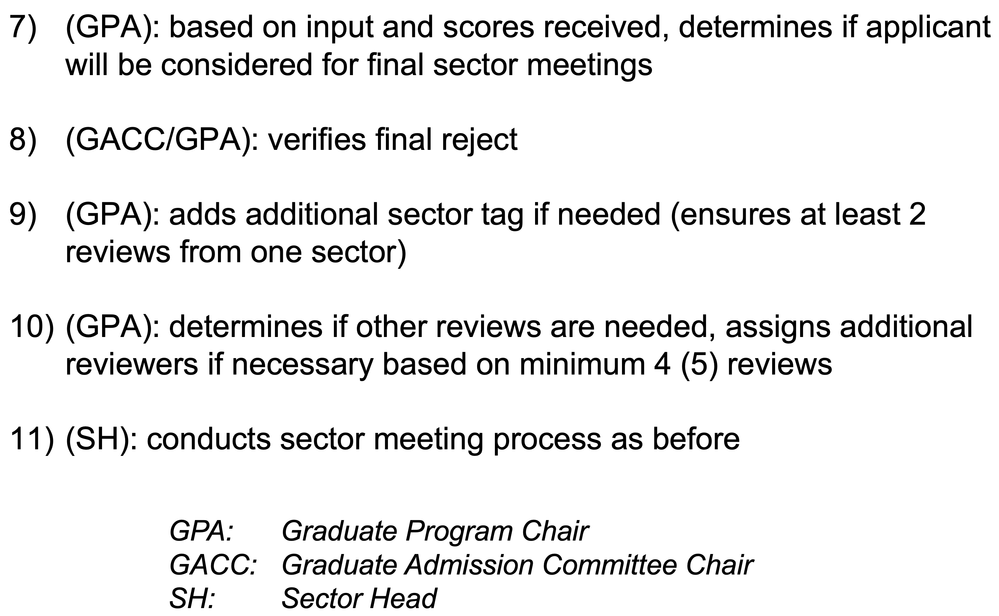 7) (GPA): based on input and scores received, determines if applicant
will be considered for final sector meetings
8) (GACC/GPA): verifies final reject
9) (GPA): adds additional sector tag if needed (ensures at least 2
reviews from one sector)
10) (GPA): determines if other reviews are needed, assigns additional
reviewers if necessary based on minimum 4 (5) reviews
11) (SH): conducts sector meeting process as before
GPA: Graduate Program Chair
GACC: Graduate Admission Committee Chair
SH: Sector Head